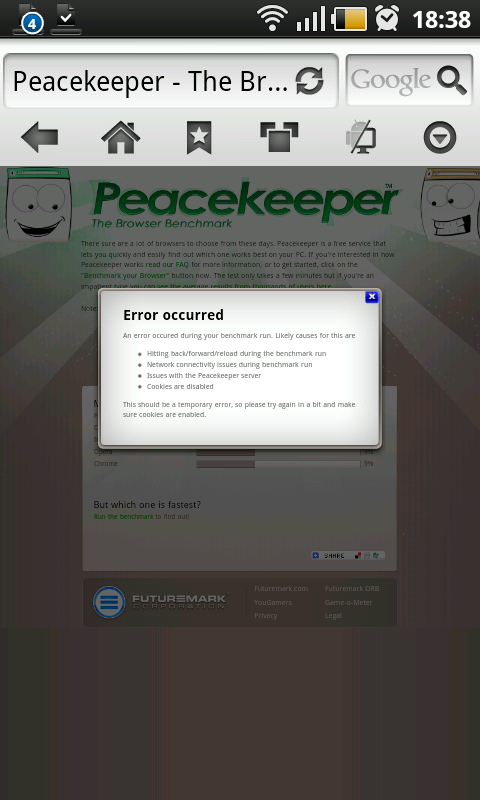 4
18:38
Peacekeeper - The Br...
Google
Peacekeeper™
The Browser Benchmark
There sure are a lot of browsers to choose from these days. Peacekeeper is a free service that
lets you quickly and easily find out which one works best on your PC. If you're interested in how
Peacekeeper works read our FAQ for more information, or to get started, click on the
"Benchmark your Browser" button now. The test only takes a few minutes but if you're an
impatient type you can see the average results from thousands of users here.
Note
Error occurred
x
An error occured during your benchmark run. Likely causes for this are
Hitting back/forward/reload during the benchmark run
Network connectivity issues during benchmark run
Issues with the Peacekeeper server
Cookies are disabled
This should be a temporary error, so please try again in a bit and make
sure cookies are enabled.
Opera
Chrome 9%
But which one is fastest?
Run the benchmark to find out!
SHARE
FUTUREMARK
CORPORATION
Futuremark.com Futuremark ORB
YouGamers Game-o-Meter
Privacy Legal